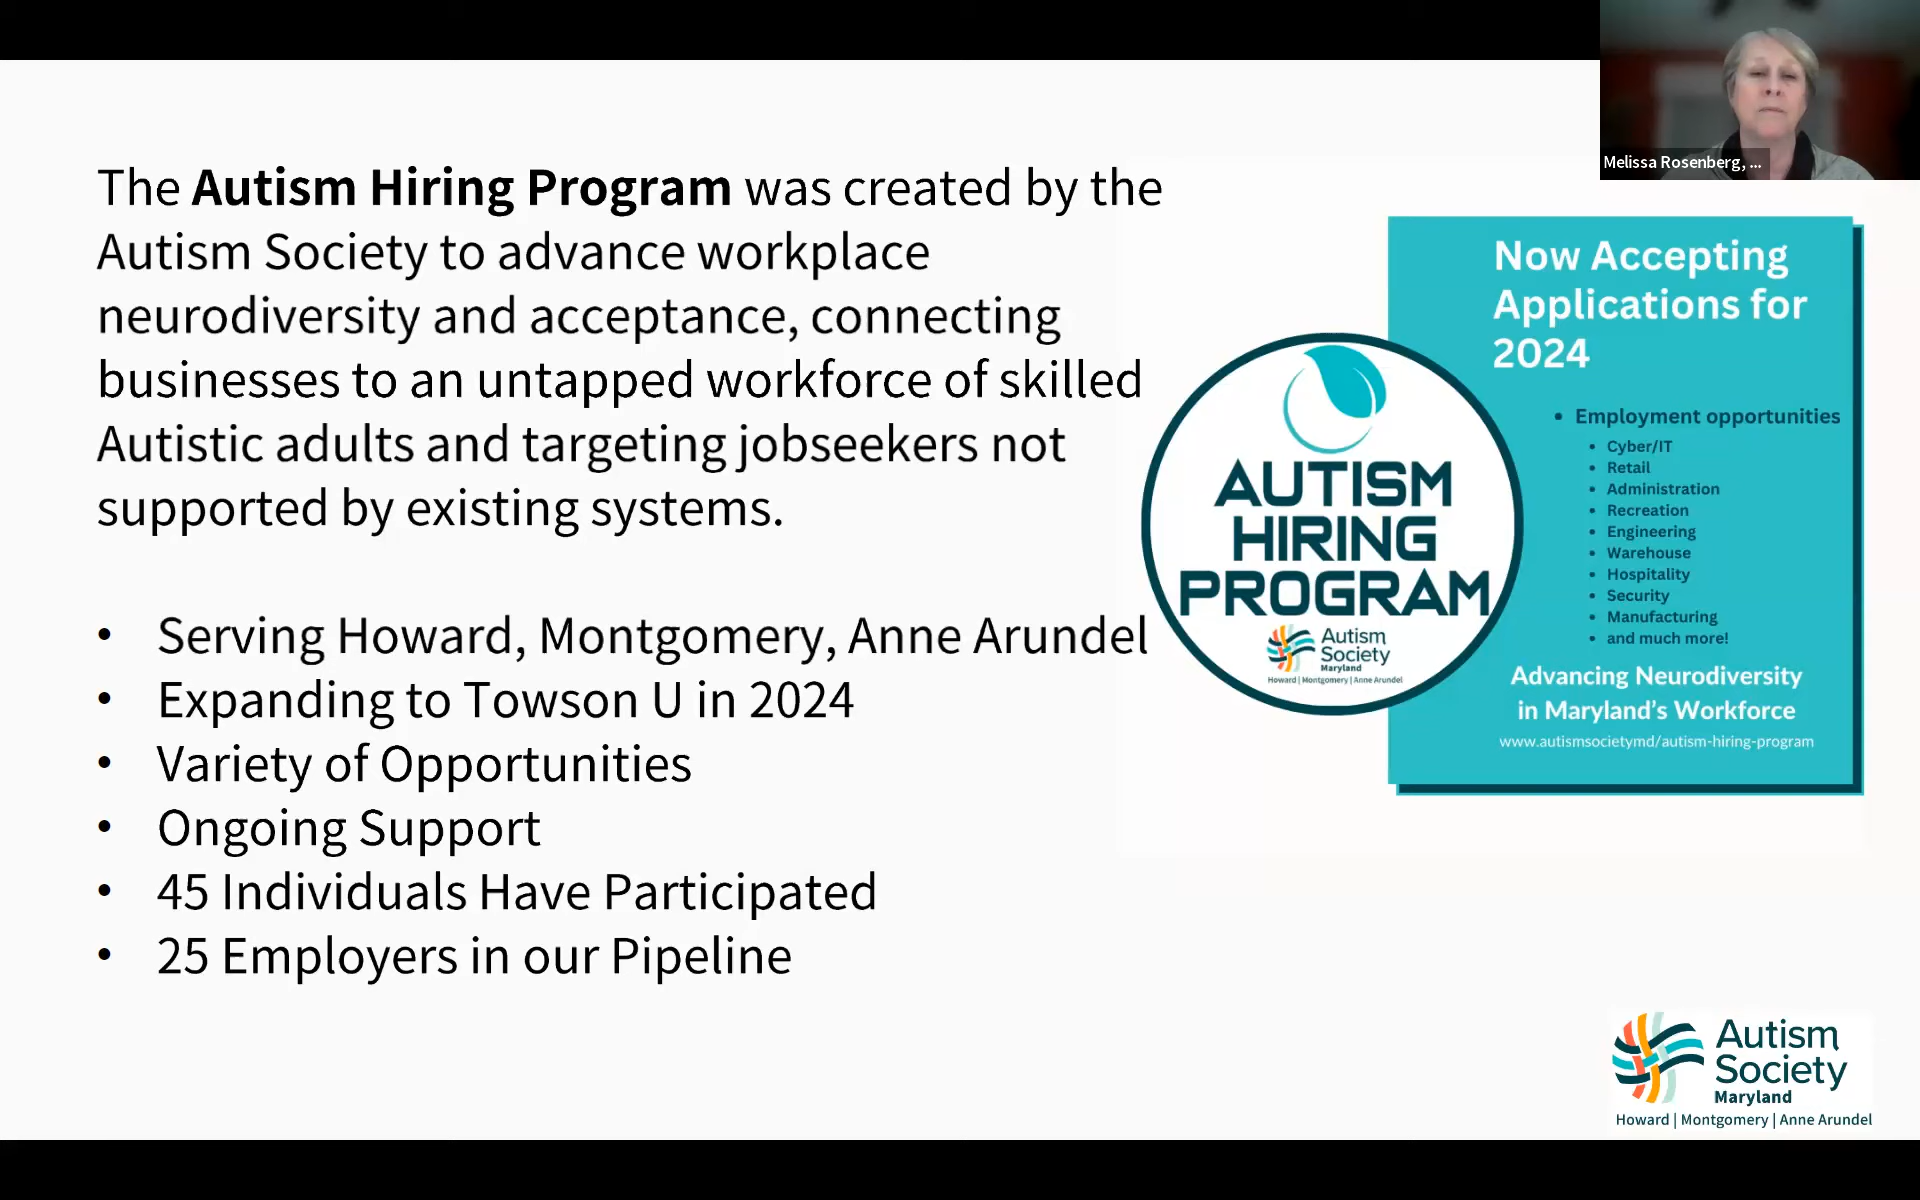 Melissa Rosenberg, ...
The Autism Hiring Program was created by the
Autism Society to advance workplace
neurodiversity and acceptance, connecting
businesses to an untapped workforce of skilled
Autistic adults and targeting jobseekers not
supported by existing systems.
• Serving Howard, Montgomery, Anne Arundel
• Expanding to Towson U in 2024
• Variety of Opportunities
• Ongoing Support
• 45 Individuals Have Participated
• 25 Employers in our Pipeline
AUTISM
HIRING
PROGRAM
Autism
Society
Maryland
Howard | Montgomery | Anne Arundel
Now Accepting
Applications for
2024
• Employment opportunities
• Cyber/IT
• Retail
• Administration
• Recreation
• Engineering
• Warehouse
• Hospitality
• Security
• Manufacturing
• and much more!
Advancing Neurodiversity
in Maryland's Workforce
www.autismsocietymd/autism-hiring-program
Autism
Society
Maryland
Howard | Montgomery | Anne Arundel